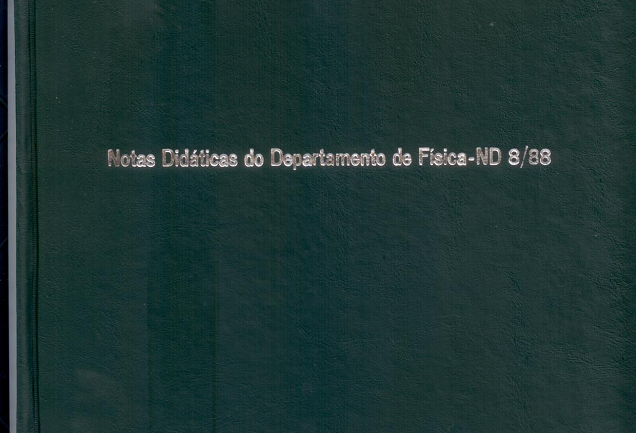 Notas Didáticas do Departamento de Física-ND 8/88